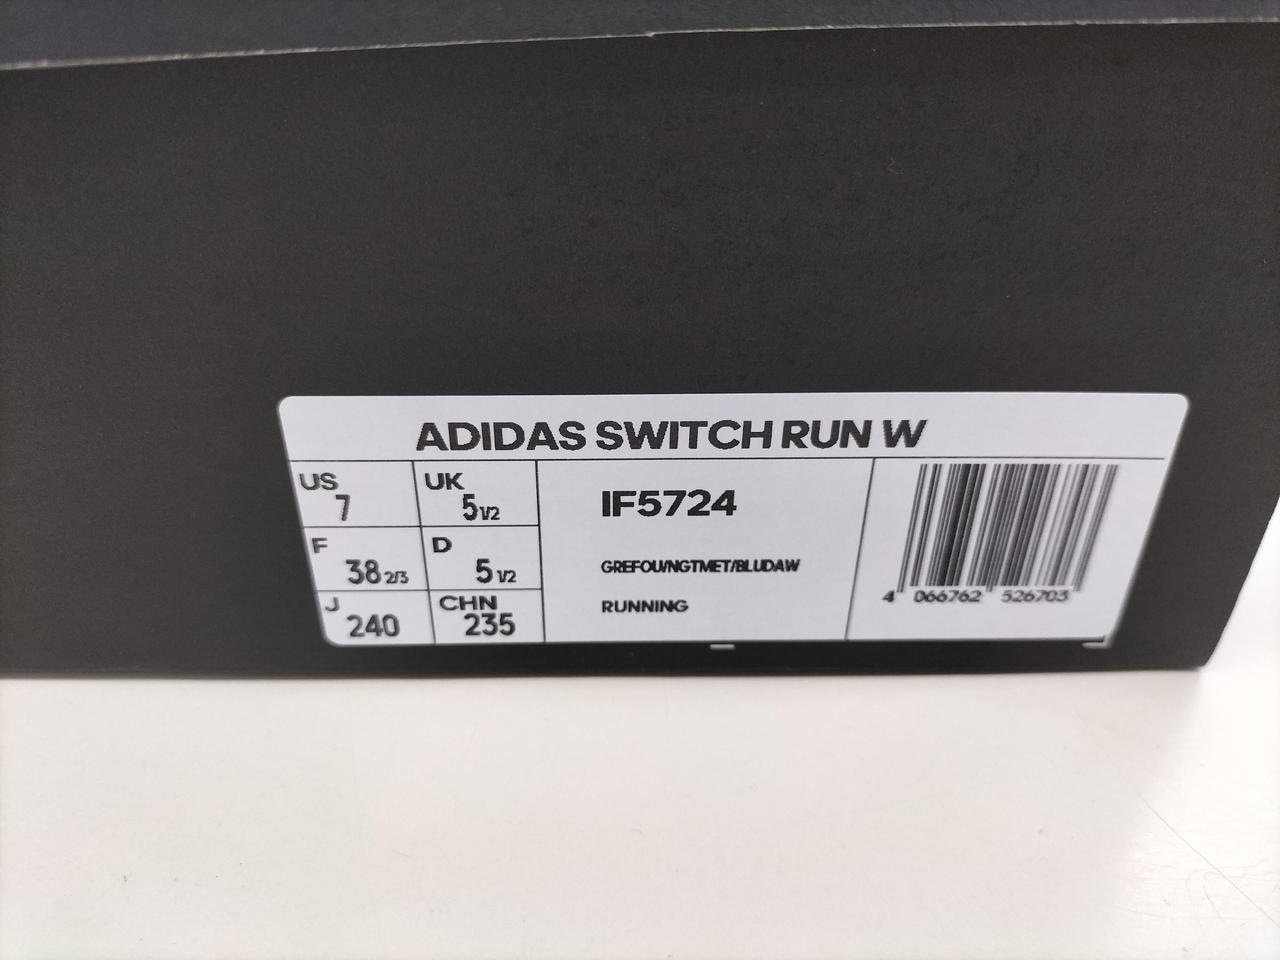 ADIDAS SWITCH RUN W
US 7
UK 5 1/2
F 38 2/3
D 5 1/2
J 240
CHN 235
IF5724
GREFOU/NGTMET/BLUDAW
RUNNING
4 066762 526703